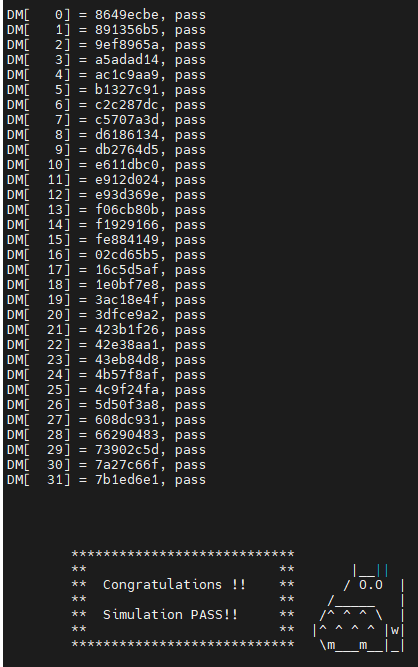 DM[   0] = 8649ecbe, pass
DM[   1] = 891356b5, pass
DM[   2] = 9ef8965a, pass
DM[   3] = a5adad14, pass
DM[   4] = ac1c9aa9, pass
DM[   5] = b1327c91, pass
DM[   6] = c2c287dc, pass
DM[   7] = c5707a3d, pass
DM[   8] = d6186134, pass
DM[   9] = db2764d5, pass
DM[  10] = e611dbc0, pass
DM[  11] = e912d024, pass
DM[  12] = e93d369e, pass
DM[  13] = f06cb80b, pass
DM[  14] = f1929166, pass
DM[  15] = fe884149, pass
DM[  16] = 02cd65b5, pass
DM[  17] = 16c5d5af, pass
DM[  18] = 1e0bf7e8, pass
DM[  19] = 3ac18e4f, pass
DM[  20] = 3dfce9a2, pass
DM[  21] = 423b1f26, pass
DM[  22] = 42e38aa1, pass
DM[  23] = 43eb84d8, pass
DM[  24] = 4b57f8af, pass
DM[  25] = 4c9f24fa, pass
DM[  26] = 5d50f3a8, pass
DM[  27] = 608dc931, pass
DM[  28] = 66290483, pass
DM[  29] = 73902c5d, pass
DM[  30] = 7a27c66f, pass
DM[  31] = 7b1ed6e1, pass
        ****************************
        **                        **       |__||
        **  Congratulations !!    **      / O.O  |
        **                        **    /_____   |
        **  Simulation PASS!!     **   /^ ^ ^ \  |
        **                        **  |^ ^ ^ ^ |w|
        ****************************   \m___m__|_|